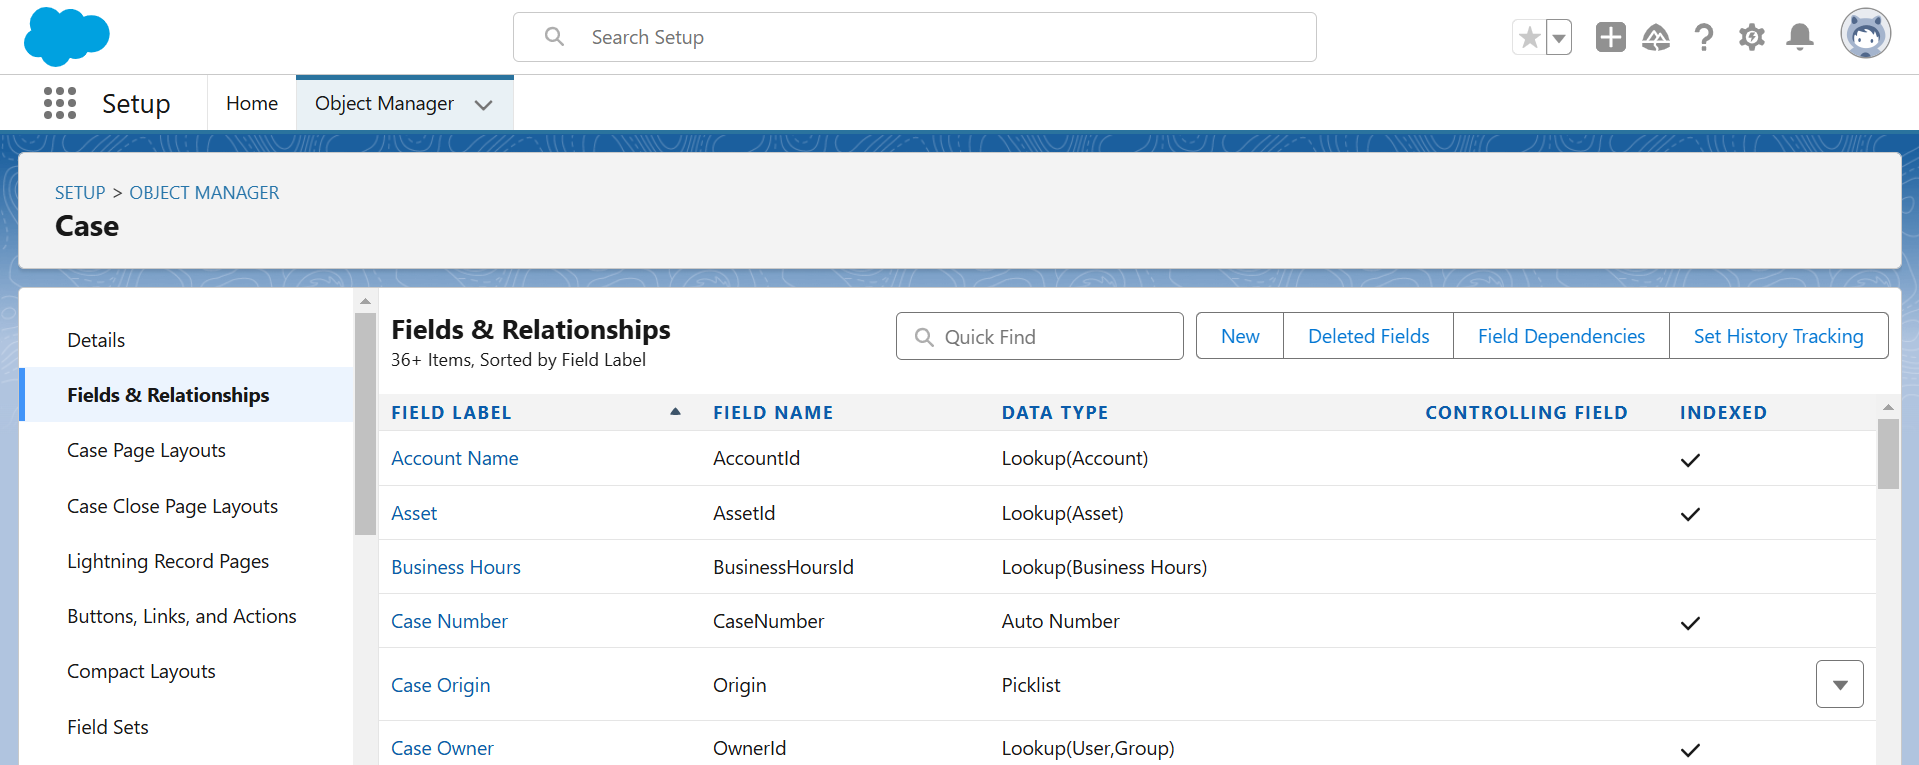 Search Setup
Setup
Home
Object Manager
SETUP > OBJECT MANAGER
Case
Details
Fields & Relationships
Case Page Layouts
Case Close Page Layouts
Lightning Record Pages
Buttons, Links, and Actions
Compact Layouts
Field Sets
Fields & Relationships
36+ Items, Sorted by Field Label
Quick Find
New
Deleted Fields
Field Dependencies
Set History Tracking
FIELD LABEL FIELD NAME DATA TYPE CONTROLLING FIELD INDEXED
Account Name AccountId Lookup(Account)
Asset AssetId Lookup(Asset)
Business Hours BusinessHoursId Lookup(Business Hours)
Case Number CaseNumber Auto Number
Case Origin Origin Picklist
Case Owner OwnerId Lookup(User,Group)